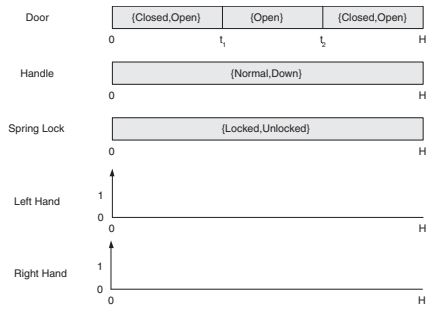 Door {Closed,Open} {Open} {Closed,Open}
0 t1 t2 H
Handle {Normal,Down}
0 H
Spring Lock {Locked,Unlocked}
0 H
1
Left Hand
0
0 H
1
Right Hand
0
0 H